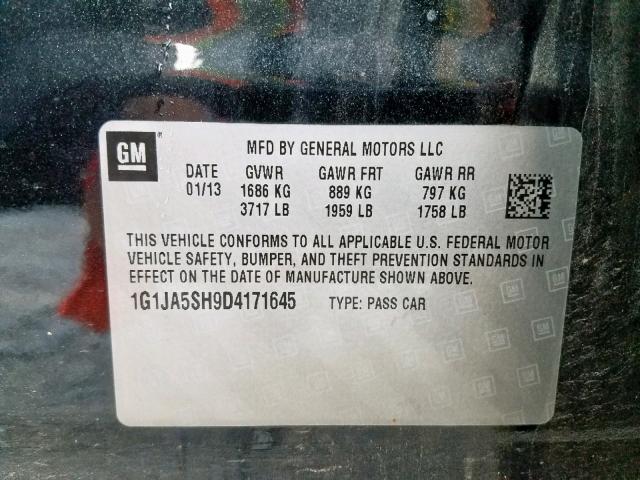 GM
MFD BY GENERAL MOTORS LLC
DATE GVWR GAWR FRT GAWR RR
01/13 1686 KG 889 KG 797 KG
3717 LB 1959 LB 1758 LB
THIS VEHICLE CONFORMS TO ALL APPLICABLE U.S. FEDERAL MOTOR
VEHICLE SAFETY, BUMPER, AND THEFT PREVENTION STANDARDS IN
EFFECT ON THE DATE OF MANUFACTURE SHOWN ABOVE.
1G1JA5SH9D4171645 TYPE: PASS CAR